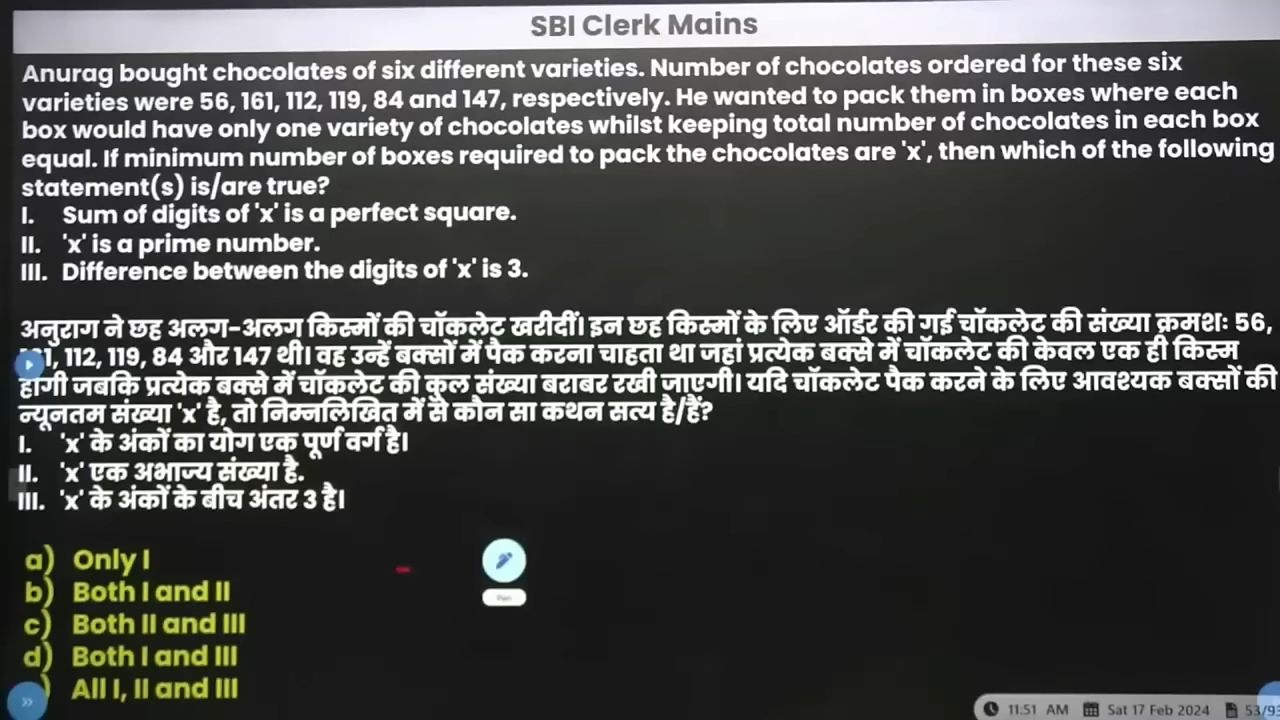 SBI Clerk Mains
Anurag bought chocolates of six different varieties. Number of chocolates ordered for these six
varieties were 56, 161, 112, 119, 84 and 147, respectively. He wanted to pack them in boxes where each
box would have only one variety of chocolates whilst keeping total number of chocolates in each box
equal. If minimum number of boxes required to pack the chocolates are 'x', then which of the following
statement(s) is/are true?
I. Sum of digits of 'x' is a perfect square.
II. 'x' is a prime number.
III. Difference between the digits of 'x' is 3.
अनुराग ने छह अलग-अलग किस्मों की चॉकलेट खरीदीं। इन छह किस्मों के लिए ऑर्डर की गई चॉकलेट की संख्या क्रमशः 56,
112, 119, 84 और 147 थी। वह उन्हें बक्सों में पैक करना चाहता था जहां प्रत्येक बक्से में चॉकलेट की केवल एक ही किस्म
होगी जबकि प्रत्येक बक्से में चॉकलेट की कुल संख्या बराबर रखी जाएगी। यदि चॉकलेट पैक करने के लिए आवश्यक बक्सों की
न्यूनतम संख्या 'x' है, तो निम्नलिखित में से कौन सा कथन सत्य है/हैं?
I. 'x' के अंकों का योग एक पूर्ण वर्ग है।
II. 'x' एक अभाज्य संख्या है.
III. 'x' के अंकों के बीच अंतर 3 है।
a) Only I
b) Both I and II
c) Both II and III
d) Both I and III
) All I, II and III
Pen
11:51 AM Sat 17 Feb 2024 53/93